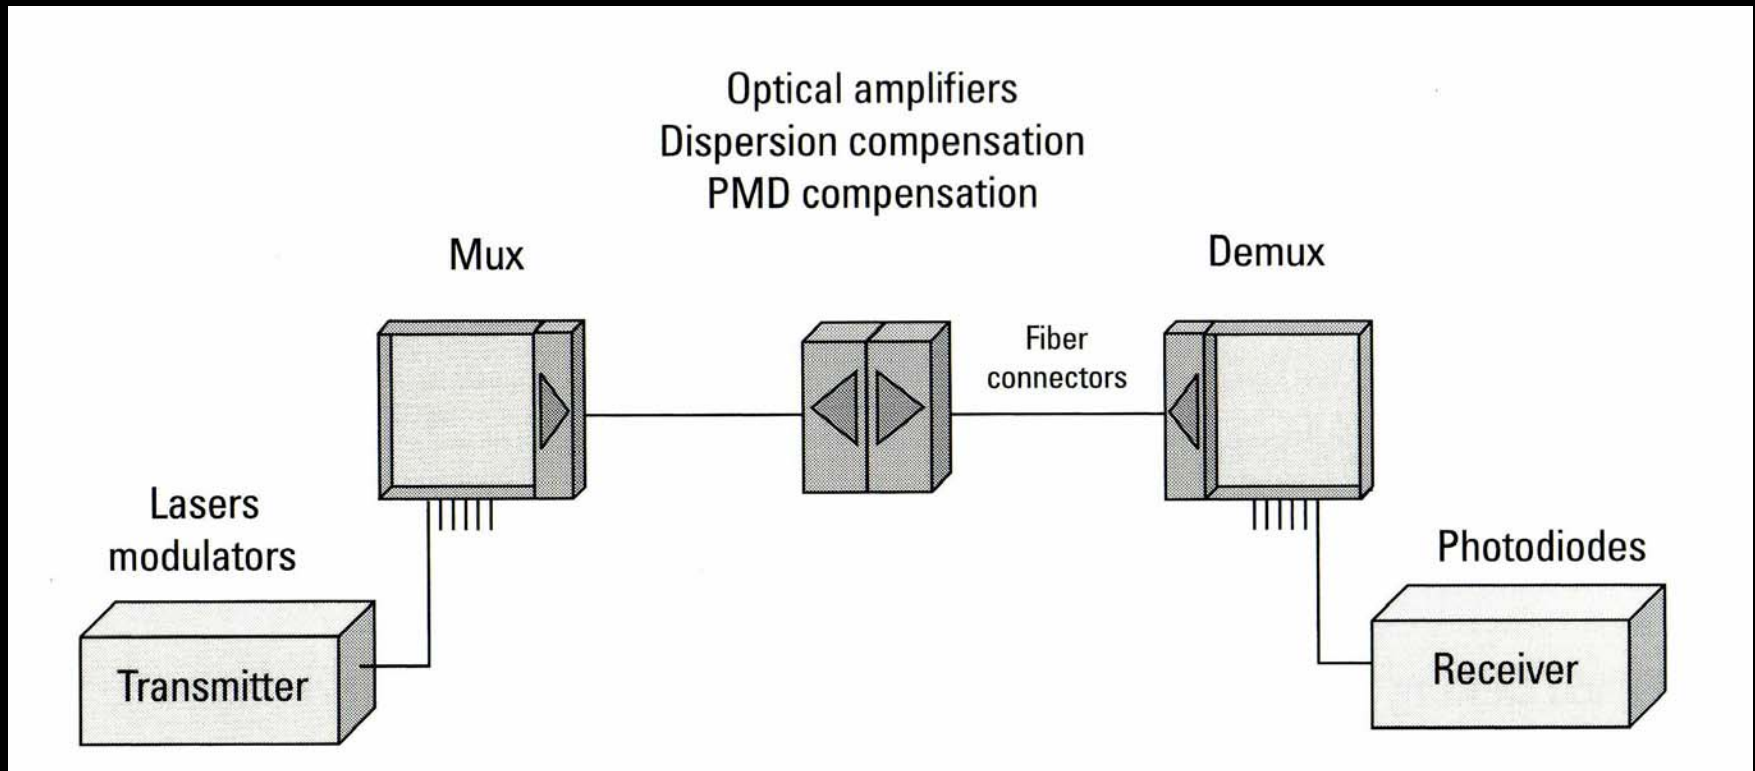 Optical amplifiers
Dispersion compensation
PMD compensation
Mux
Demux
Fiber
connectors
Lasers
modulators
Photodiodes
Transmitter
Receiver